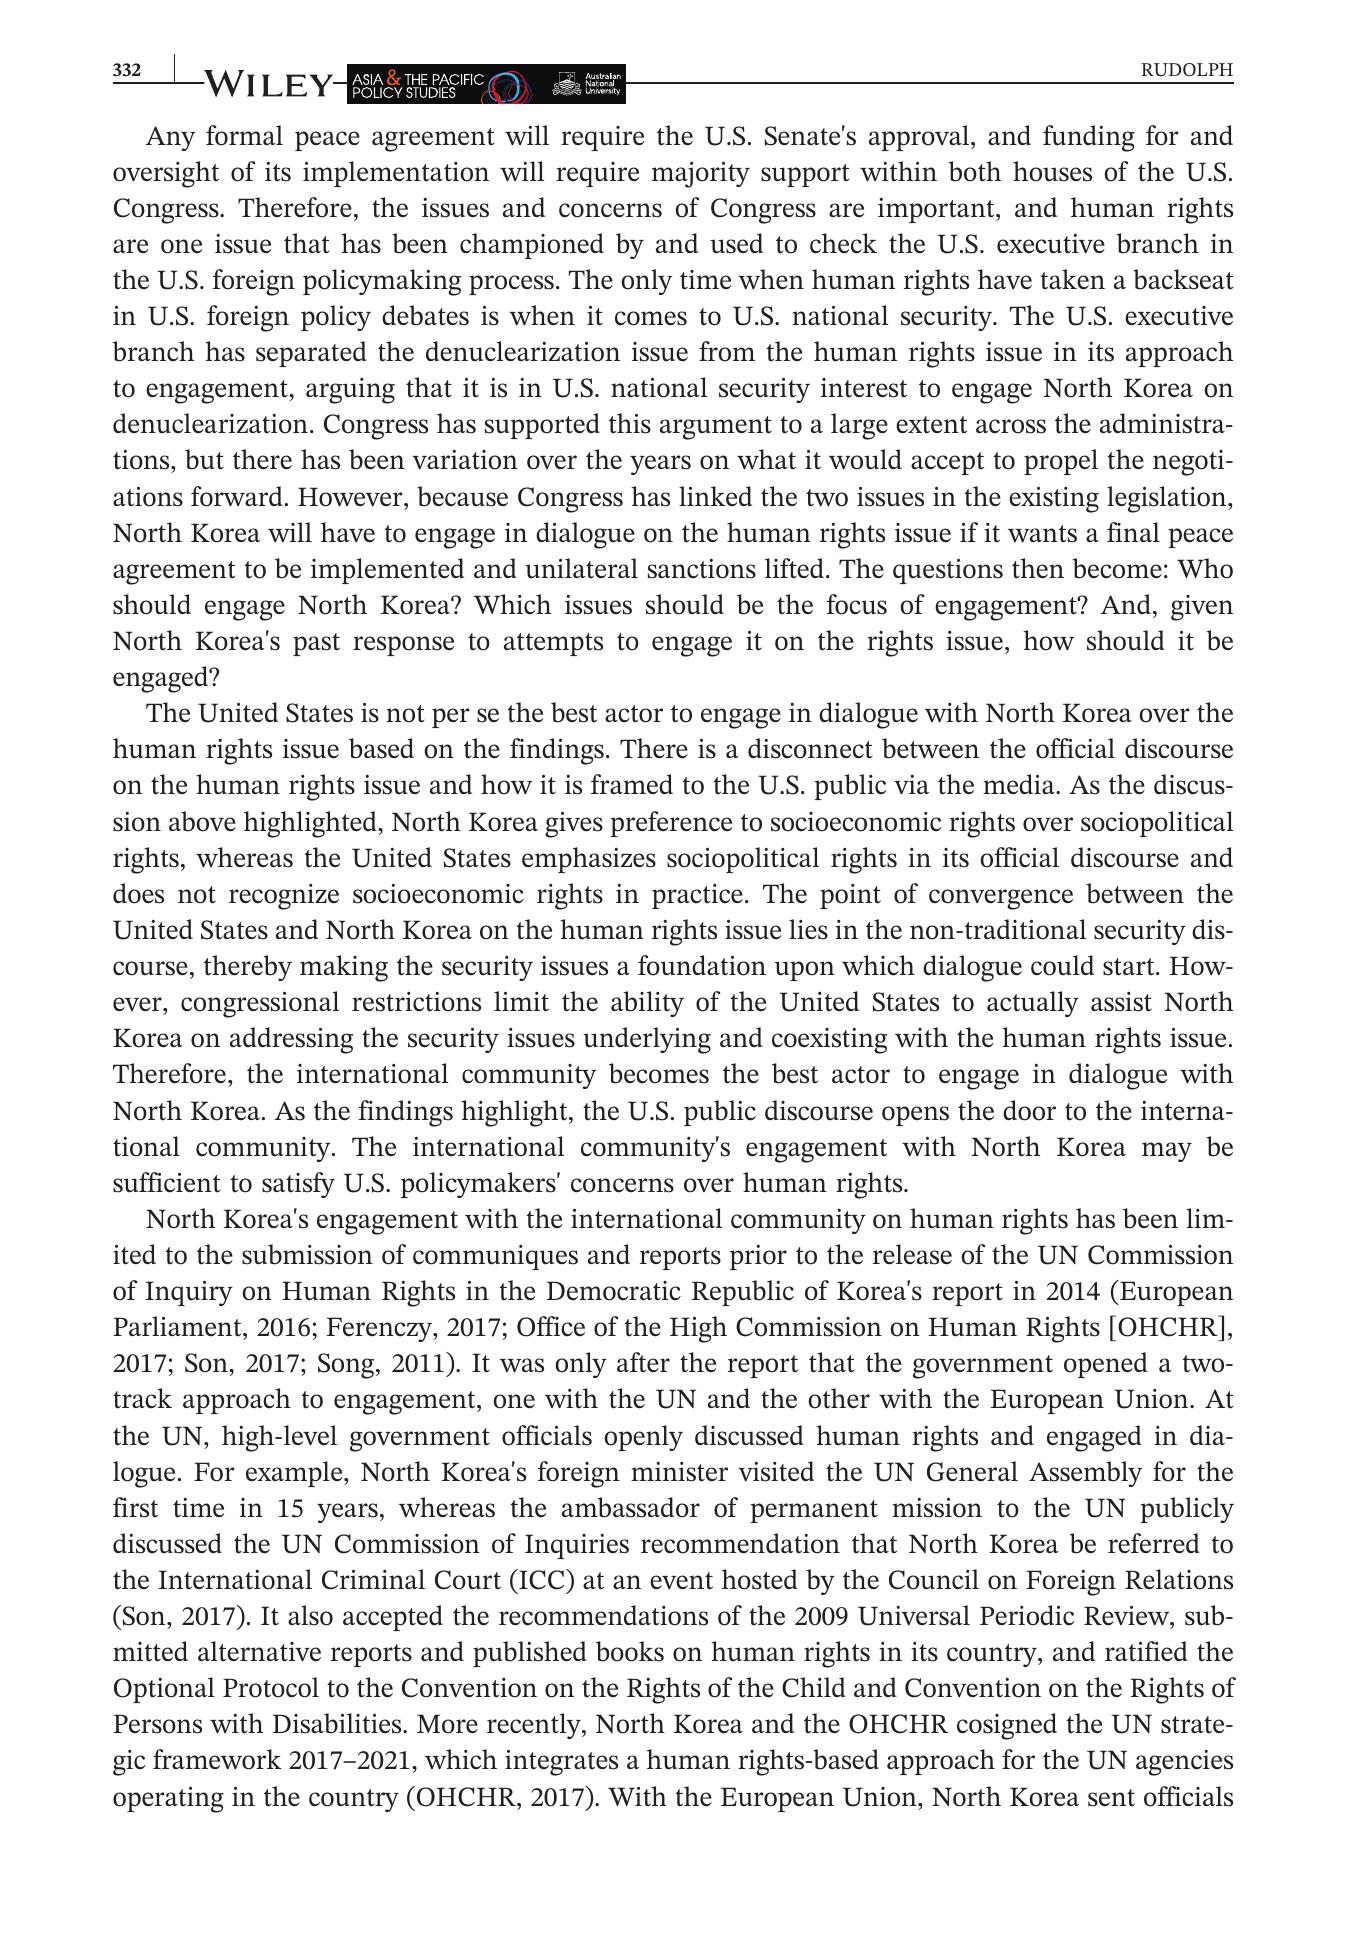 332
WILEY
ASIA & THE PACIFIC
POLICY STUDIES
Australian
National
University
RUDOLPH
Any formal peace agreement will require the U.S. Senate's approval, and funding for and
oversight of its implementation will require majority support within both houses of the U.S.
Congress. Therefore, the issues and concerns of Congress are important, and human rights
are one issue that has been championed by and used to check the U.S. executive branch in
the U.S. foreign policymaking process. The only time when human rights have taken a backseat
in U.S. foreign policy debates is when it comes to U.S. national security. The U.S. executive
branch has separated the denuclearization issue from the human rights issue in its approach
to engagement, arguing that it is in U.S. national security interest to engage North Korea on
denuclearization. Congress has supported this argument to a large extent across the administra-
tions, but there has been variation over the years on what it would accept to propel the negoti-
ations forward. However, because Congress has linked the two issues in the existing legislation,
North Korea will have to engage in dialogue on the human rights issue if it wants a final peace
agreement to be implemented and unilateral sanctions lifted. The questions then become: Who
should engage North Korea? Which issues should be the focus of engagement? And, given
North Korea's past response to attempts to engage it on the rights issue, how should it be
engaged?
The United States is not per se the best actor to engage in dialogue with North Korea over the
human rights issue based on the findings. There is a disconnect between the official discourse
on the human rights issue and how it is framed to the U.S. public via the media. As the discus-
sion above highlighted, North Korea gives preference to socioeconomic rights over sociopolitical
rights, whereas the United States emphasizes sociopolitical rights in its official discourse and
does not recognize socioeconomic rights in practice. The point of convergence between the
United States and North Korea on the human rights issue lies in the non-traditional security dis-
course, thereby making the security issues a foundation upon which dialogue could start. How-
ever, congressional restrictions limit the ability of the United States to actually assist North
Korea on addressing the security issues underlying and coexisting with the human rights issue.
Therefore, the international community becomes the best actor to engage in dialogue with
North Korea. As the findings highlight, the U.S. public discourse opens the door to the interna-
tional community. The international community's engagement with North Korea may be
sufficient to satisfy U.S. policymakers' concerns over human rights.
North Korea's engagement with the international community on human rights has been lim-
ited to the submission of communiques and reports prior to the release of the UN Commission
of Inquiry on Human Rights in the Democratic Republic of Korea's report in 2014 (European
Parliament, 2016; Ferenczy, 2017; Office of the High Commission on Human Rights [OHCHR],
2017; Son, 2017; Song, 2011). It was only after the report that the government opened a two-
track approach to engagement, one with the UN and the other with the European Union. At
the UN, high-level government officials openly discussed human rights and engaged in dia-
logue. For example, North Korea's foreign minister visited the UN General Assembly for the
first time in 15 years, whereas the ambassador of permanent mission to the UN publicly
discussed the UN Commission of Inquiries recommendation that North Korea be referred to
the International Criminal Court (ICC) at an event hosted by the Council on Foreign Relations
(Son, 2017). It also accepted the recommendations of the 2009 Universal Periodic Review, sub-
mitted alternative reports and published books on human rights in its country, and ratified the
Optional Protocol to the Convention on the Rights of the Child and Convention on the Rights of
Persons with Disabilities. More recently, North Korea and the OHCHR cosigned the UN strate-
gic framework 2017–2021, which integrates a human rights-based approach for the UN agencies
operating in the country (OHCHR, 2017). With the European Union, North Korea sent officials